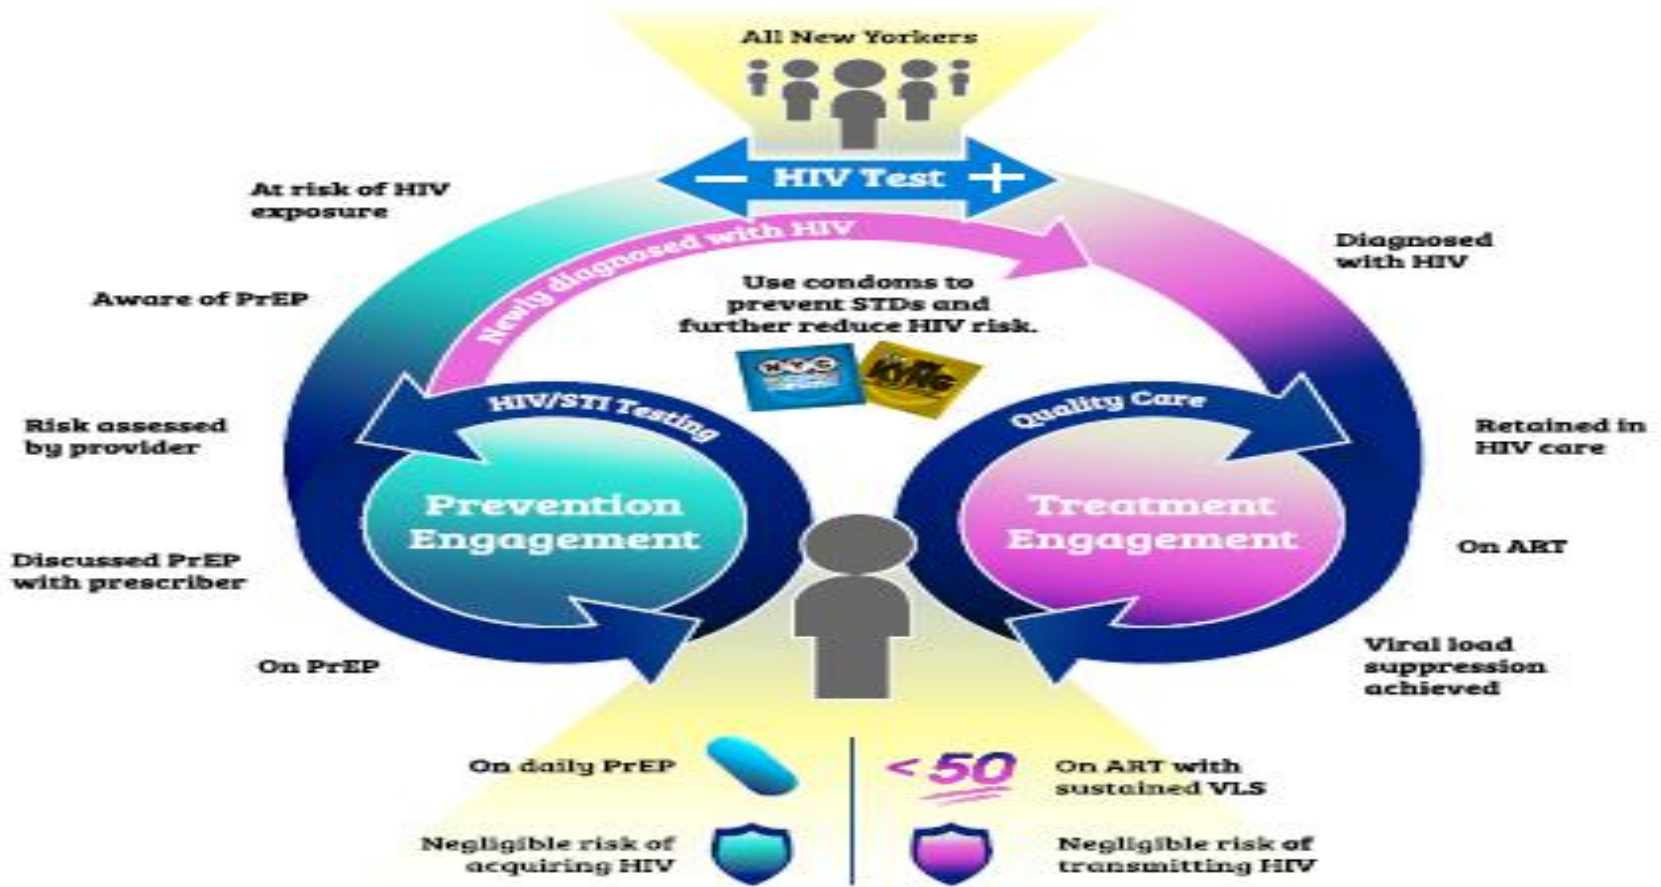 All New Yorkers
— HIV Test +
At risk of HIV
exposure
Newly diagnosed with HIV
Diagnosed
with HIV
Aware of PrEP
Use condoms to
prevent STDs and
further reduce HIV risk.
NYC
KYNG
HIV/STI Testing
Quality Care
Risk assessed
by provider
Retained in
HIV care
Prevention
Engagement
Treatment
Engagement
Discussed PrEP
with prescriber
On ART
On PrEP
Viral load
suppression
achieved
On daily PrEP
<50
On ART with
sustained VLS
Negligible risk of
acquiring HIV
Negligible risk of
transmitting HIV